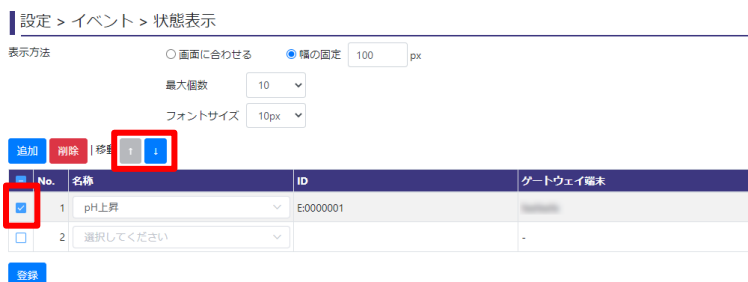 設定 > イベント > 状態表示
表示方法 画面に合わせる 幅の固定 100 px
最大個数 10
フォントサイズ 10px
追加 削除 | 移動 ↑ ↓
No. 名称 ID ゲートウェイ端末
1 pH上昇 E:0000001
2 選択してください -
登録